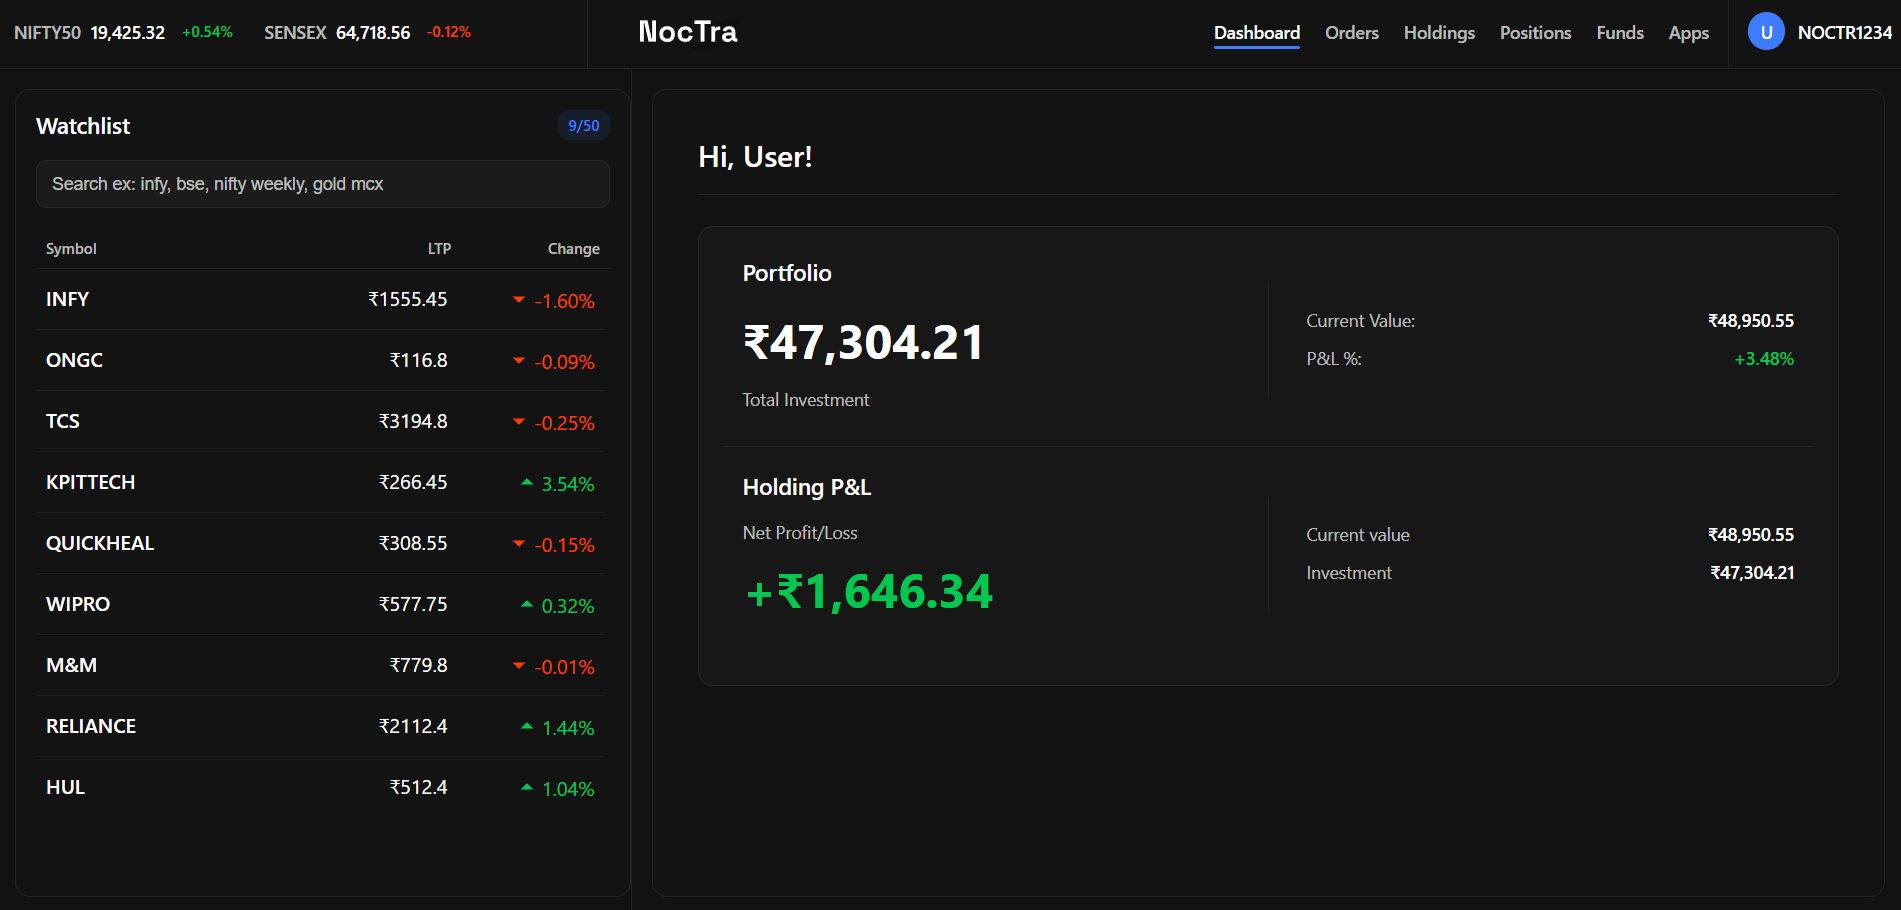 NIFTY50 19,425.32 +0.54% SENSEX 64,718.56 -0.12%
NocTra
Dashboard Orders Holdings Positions Funds Apps
U NOCTR1234
Watchlist 9/50
Search ex: infy, bse, nifty weekly, gold mcx
Symbol LTP Change
INFY ₹1555.45 -1.60%
ONGC ₹116.8 -0.09%
TCS ₹3194.8 -0.25%
KPITTECH ₹266.45 3.54%
QUICKHEAL ₹308.55 -0.15%
WIPRO ₹577.75 0.32%
M&M ₹779.8 -0.01%
RELIANCE ₹2112.4 1.44%
HUL ₹512.4 1.04%
Hi, User!
Portfolio
₹47,304.21
Total Investment
Current Value: ₹48,950.55
P&L %: +3.48%
Holding P&L
Net Profit/Loss
+₹1,646.34
Current value ₹48,950.55
Investment ₹47,304.21